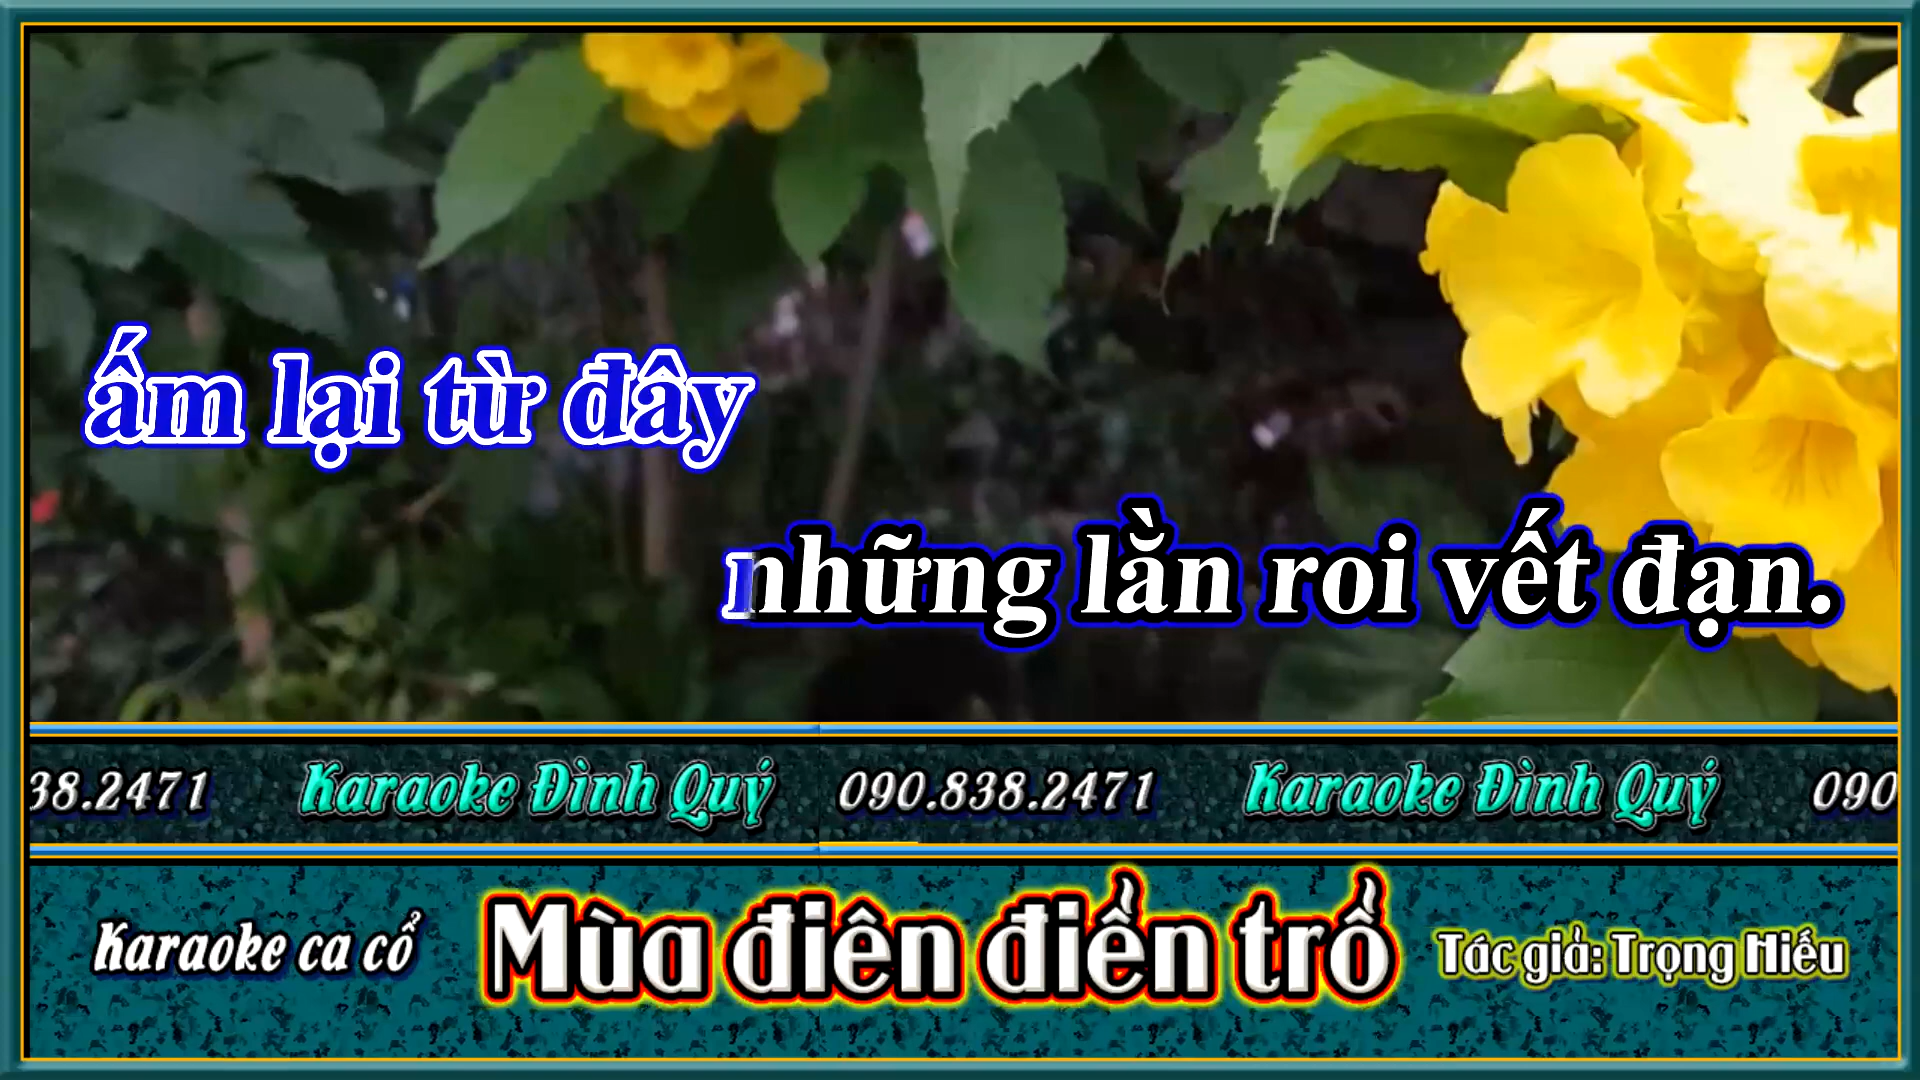 ấm lại từ đây
những lằn roi vết đạn.
38.2471 Karaoke Đình Quý 090.838.2471 Karaoke Đình Quý 090
Karaoke ca cổ Mùa điên điển trổ Tác giả: Trọng Hiếu